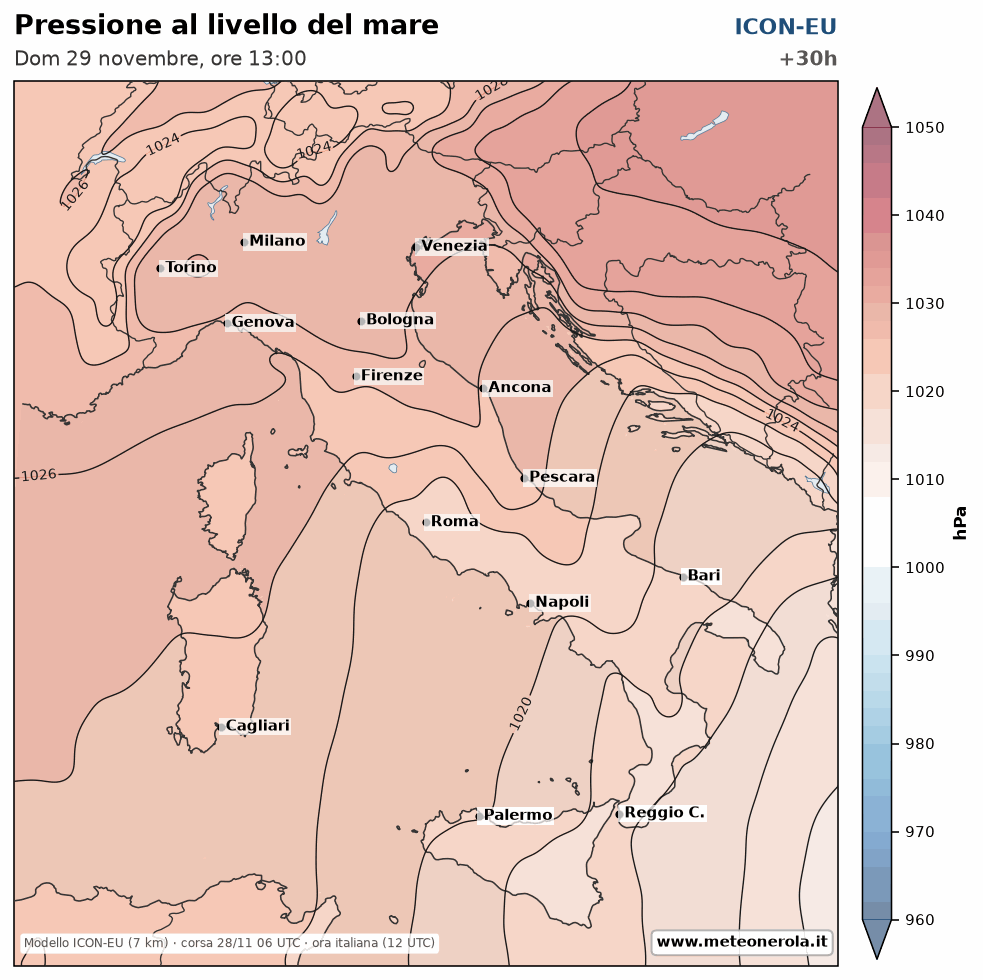 Pressione al livello del mare
ICON-EU
Dom 29 novembre, ore 13:00
+30h
1026
1024
1024
1026
Milano
Venezia
Torino
Genova
Bologna
Firenze
Ancona
1024
1026
Pescara
Roma
Bari
Napoli
1020
Cagliari
Palermo
Reggio C.
Modello ICON-EU (7 km) · corsa 28/11 06 UTC · ora italiana (12 UTC)
www.meteonerola.it
1050
1040
1030
1020
1010
1000
990
980
970
960
hPa